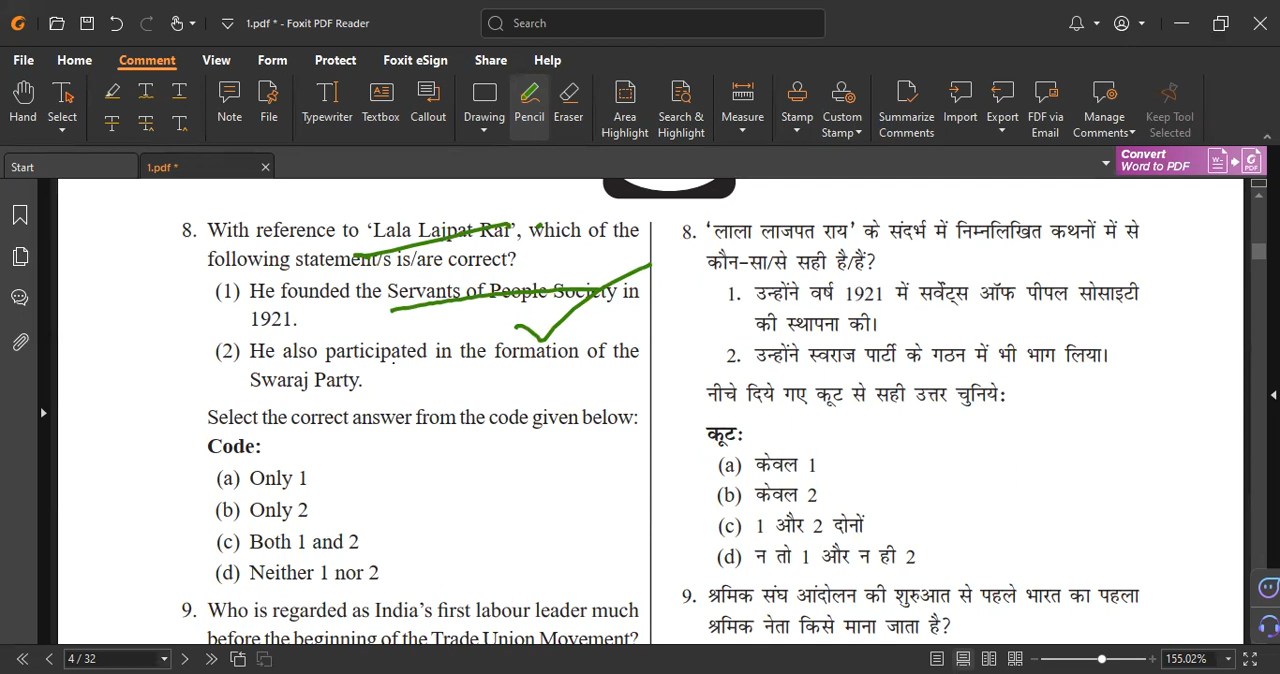 1.pdf * - Foxit PDF Reader
Search
File Home Comment View Form Protect Foxit eSign Share Help
Hand Select Note File Typewriter Textbox Callout Drawing Pencil Eraser Area Highlight Search & Highlight Measure Stamp Custom Stamp Summarize Comments Import Export FDF via Email Manage Comments Keep Tool Selected
Start 1.pdf * Convert Word to PDF
8. With reference to ‘Lala Lajpat Rai’, which of the
following statement/s is/are correct?
(1) He founded the Servants of People Society in
1921.
(2) He also participated in the formation of the
Swaraj Party.
Select the correct answer from the code given below:
Code:
(a) Only 1
(b) Only 2
(c) Both 1 and 2
(d) Neither 1 nor 2
9. Who is regarded as India’s first labour leader much
before the beginning of the Trade Union Movement?
8. ‘लाला लाजपत राय’ के संदर्भ में निम्नलिखित कथनों में से
कौन-सा/से सही है/हैं?
1. उन्होंने वर्ष 1921 में सर्वेंट्स ऑफ पीपल सोसाइटी
की स्थापना की।
2. उन्होंने स्वराज पार्टी के गठन में भी भाग लिया।
नीचे दिये गए कूट से सही उत्तर चुनिये:
कूट:
(a) केवल 1
(b) केवल 2
(c) 1 और 2 दोनों
(d) न तो 1 और न ही 2
9. श्रमिक संघ आंदोलन की शुरुआत से पहले भारत का पहला
श्रमिक नेता किसे माना जाता है?
4 / 32
155.02%